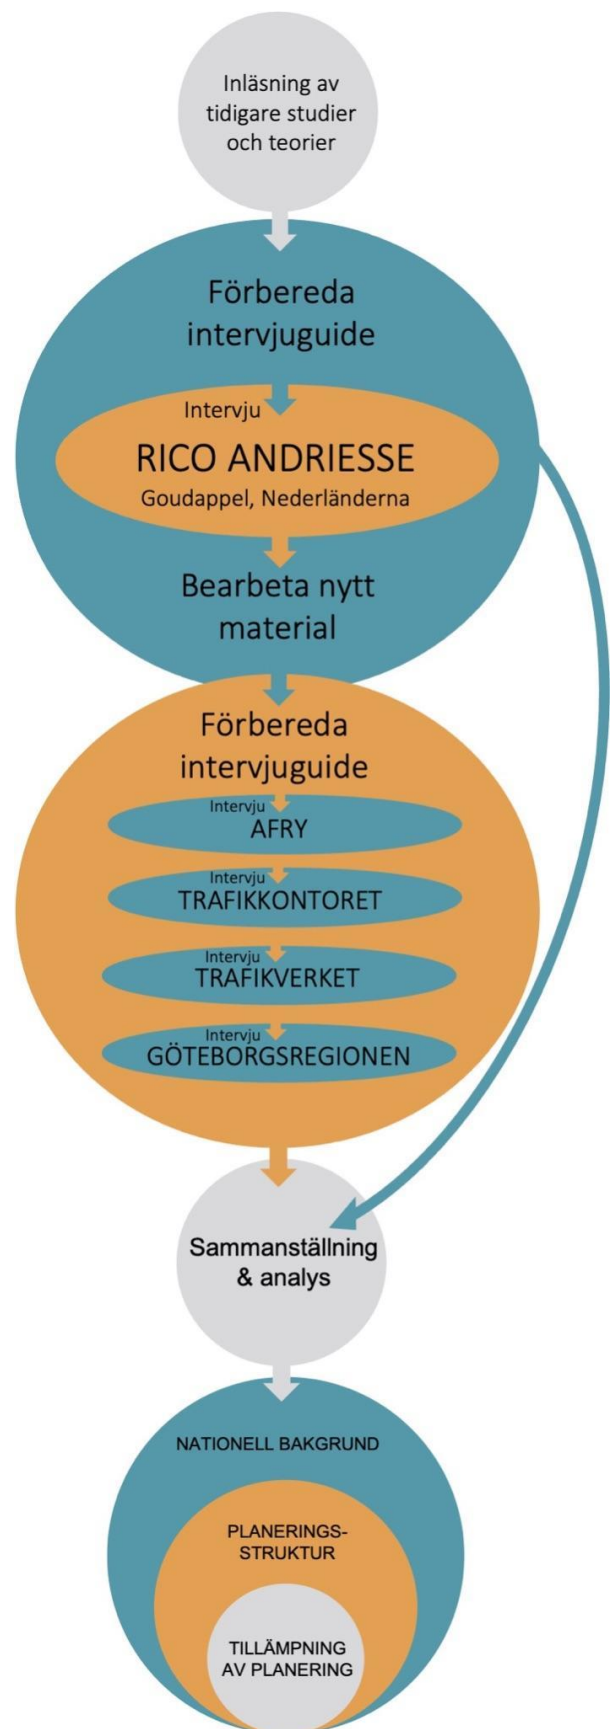 Inläsning av
tidigare studier
och teorier
Förbereda
intervjuguide
Intervju
RICO ANDRIESSE
Goudappel, Nederländerna
Bearbeta nytt
material
Förbereda
intervjuguide
Intervju
AFRY
Intervju
TRAFIKKONTORET
Intervju
TRAFIKVERKET
Intervju
GÖTEBORGSREGIONEN
Sammanställning
& analys
NATIONELL BAKGRUND
PLANERINGS-
STRUKTUR
TILLÄMPNING
AV PLANERING